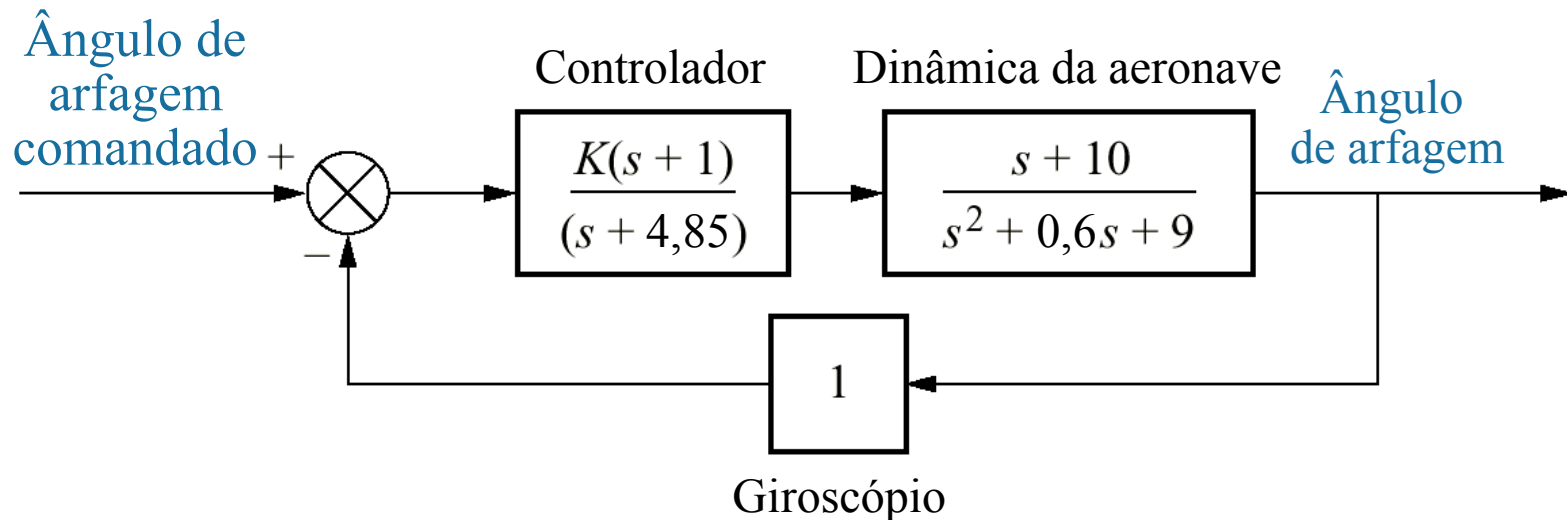 Ângulo de
arfagem
comandado
+
−
Controlador
K(s + 1)
(s + 4,85)
Dinâmica da aeronave
s + 10
s² + 0,6s + 9
Ângulo
de arfagem
1
Giroscópio